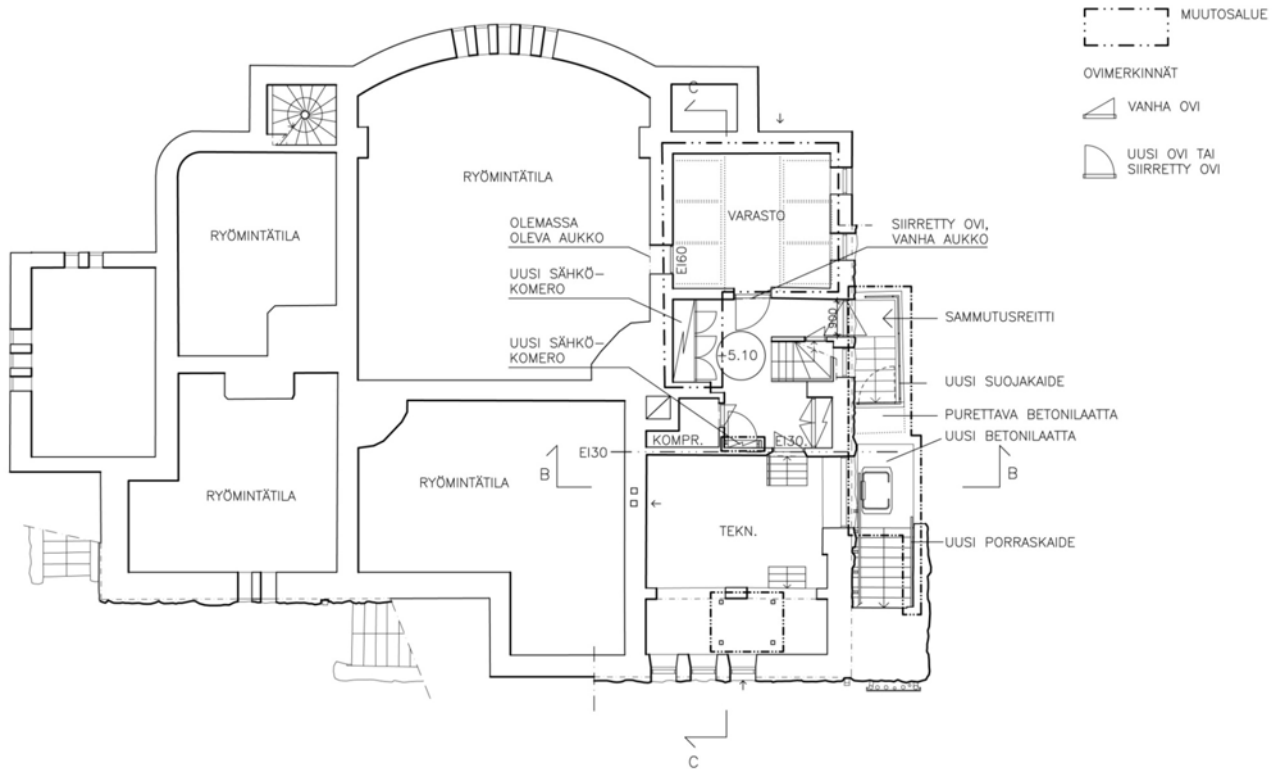 MUUTOSALUE
OVIMERKINNÄT
VANHA OVI
UUSI OVI TAI
SIIRRETTY OVI
C
RYÖMINTÄTILA
RYÖMINTÄTILA
VARASTO
OLEMASSA
OLEVA AUKKO
SIIRRETTY OVI,
VANHA AUKKO
EI60
UUSI SÄHKÖ-
KOMERO
900
SAMMUTUSREITTI
UUSI SÄHKÖ-
KOMERO
+5.10
UUSI SUOJAKAIDE
PURETTAVA BETONILAATTA
UUSI BETONILAATTA
KOMPR.
EI30
EI30
B
B
RYÖMINTÄTILA
RYÖMINTÄTILA
TEKN.
UUSI PORRASKAIDE
C